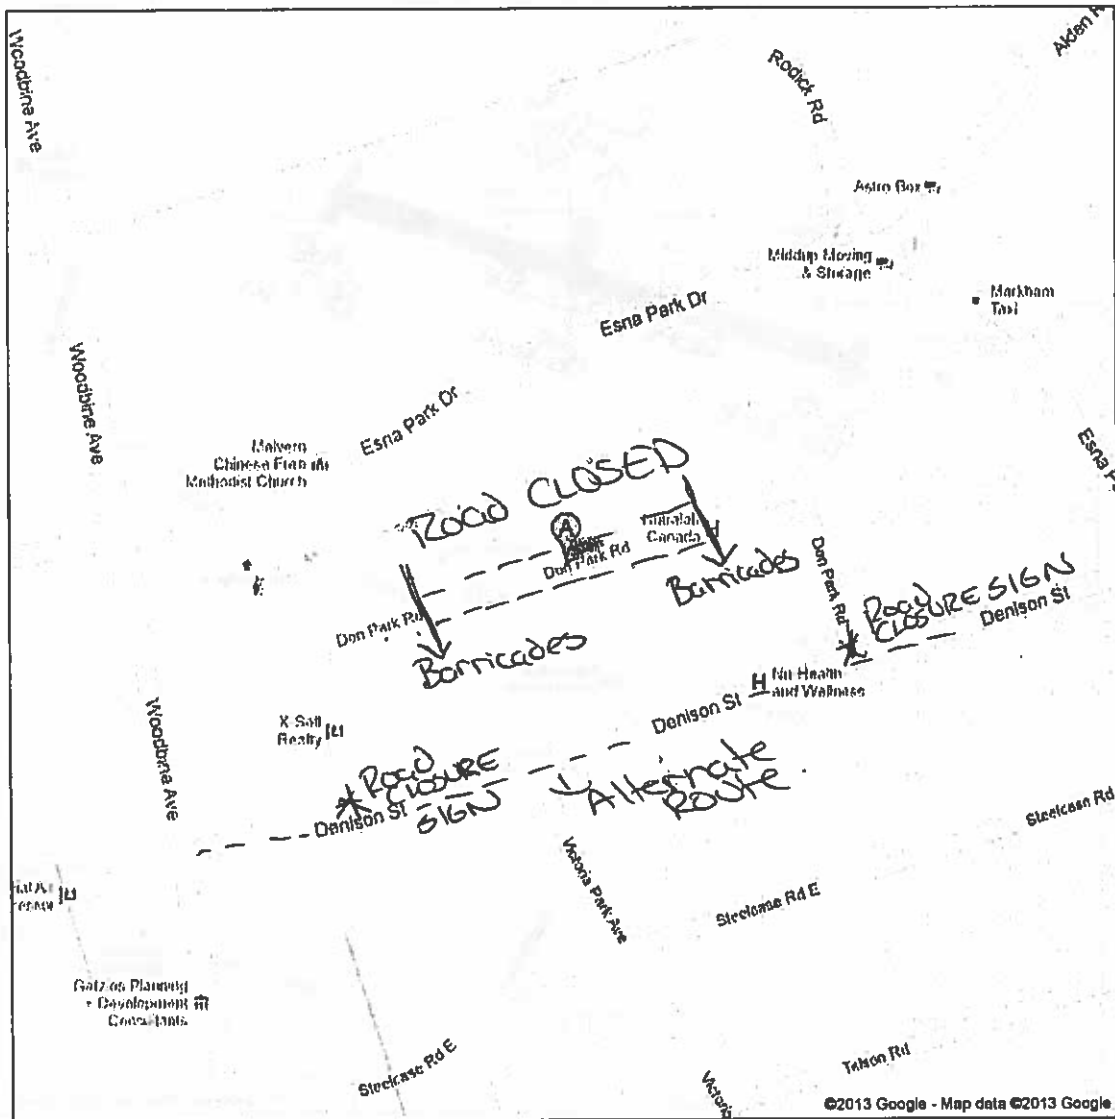 Woodbine Ave
Rodick Rd
Alden R
Astro Box
Middup Moving
& Storage
Markham
Taxi
Esna Park Dr
Woodbine Ave
Esna Park Dr
Malvern
Chinese Free
Methodist Church
Esna P
ROAD CLOSED
A
Canada
Don Park Rd
Barricades
Don Park Rd
ROAD
CLOSURE SIGN
Denison St
Don Park Rd
Barricades
H Nu-Health
and Wellness
Denison St
Woodbine Ave
X-Sell
Realty
ROAD
CLOSURE
SIGN
Denison St
Alternate
ROUTE
Steelcase Rd
Victoria Park Ave
Steelcase Rd E
Gatzios Planning
+ Development
Consultants
Steelcase Rd E
Victori
Telson Rd
©2013 Google - Map data ©2013 Google